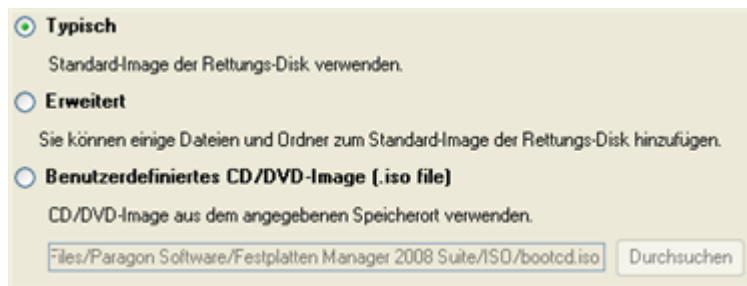 Typisch
Standard-Image der Rettungs-Disk verwenden.
Erweitert
Sie können einige Dateien und Ordner zum Standard-Image der Rettungs-Disk hinzufügen.
Benutzerdefiniertes CD/DVD-Image (.iso file)
CD/DVD-Image aus dem angegebenen Speicherort verwenden.
Files/Paragon Software/Festplatten Manager 2008 Suite/ISO/bootcd.iso Durchsuchen